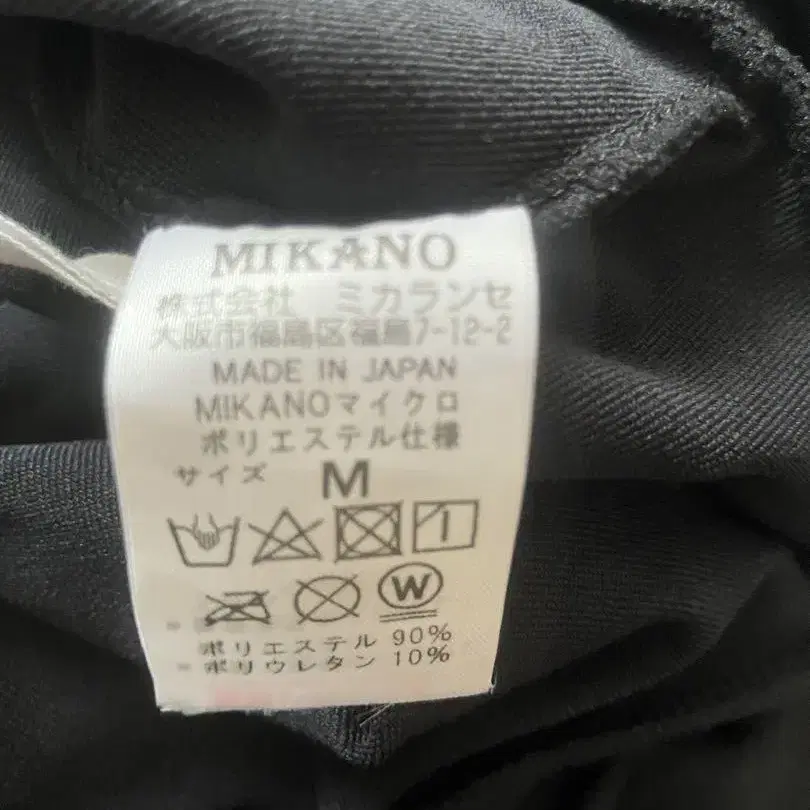 MIKANO
株式会社 ミカランセ
大阪市福島区福島7-12-2
MADE IN JAPAN
MIKANOマイクロ
ポリエステル仕様
サイズ M
W
ポリエステル 90%
ポリウレタン 10%